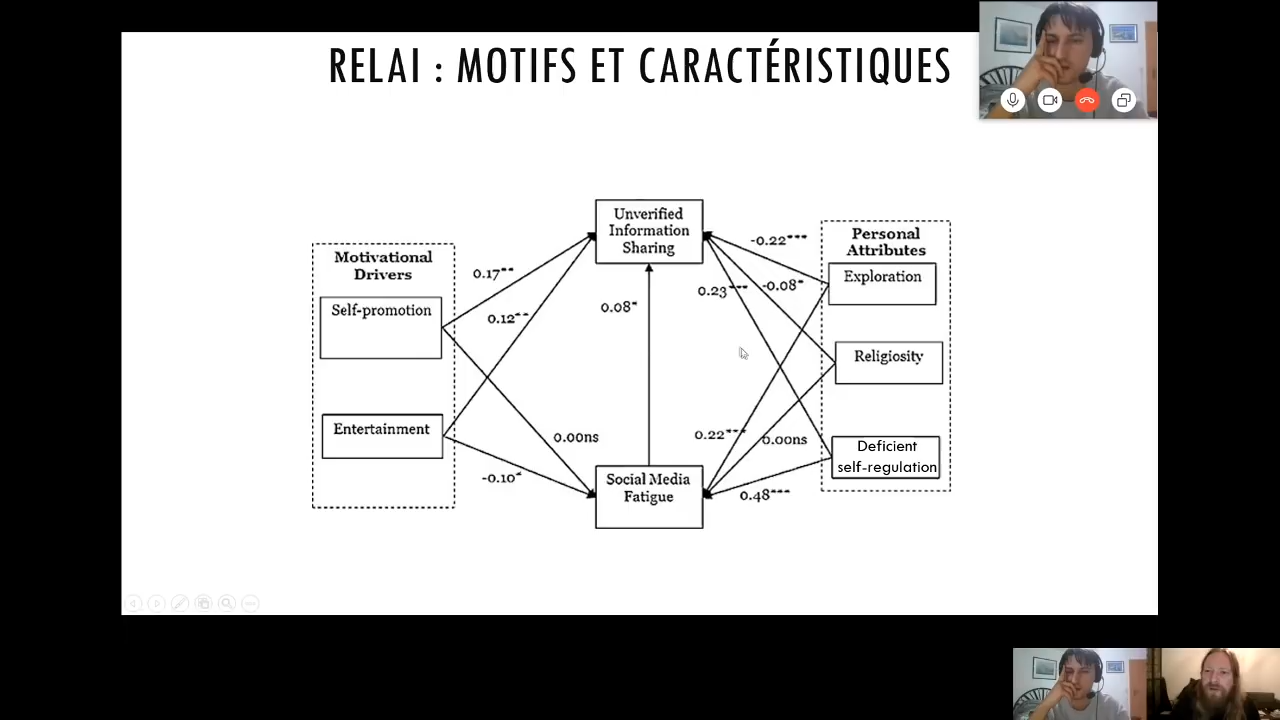 RELAI : MOTIFS ET CARACTÉRISTIQUES
Unverified
Information
Sharing
Motivational
Drivers
Self-promotion
Entertainment
Personal
Attributes
Exploration
Religiosity
Deficient
self-regulation
Social Media
Fatigue
0.17**
0.12**
0.08*
-0.22***
-0.08*
0.23***
0.00ns
-0.10*
0.22***
0.00ns
0.48***